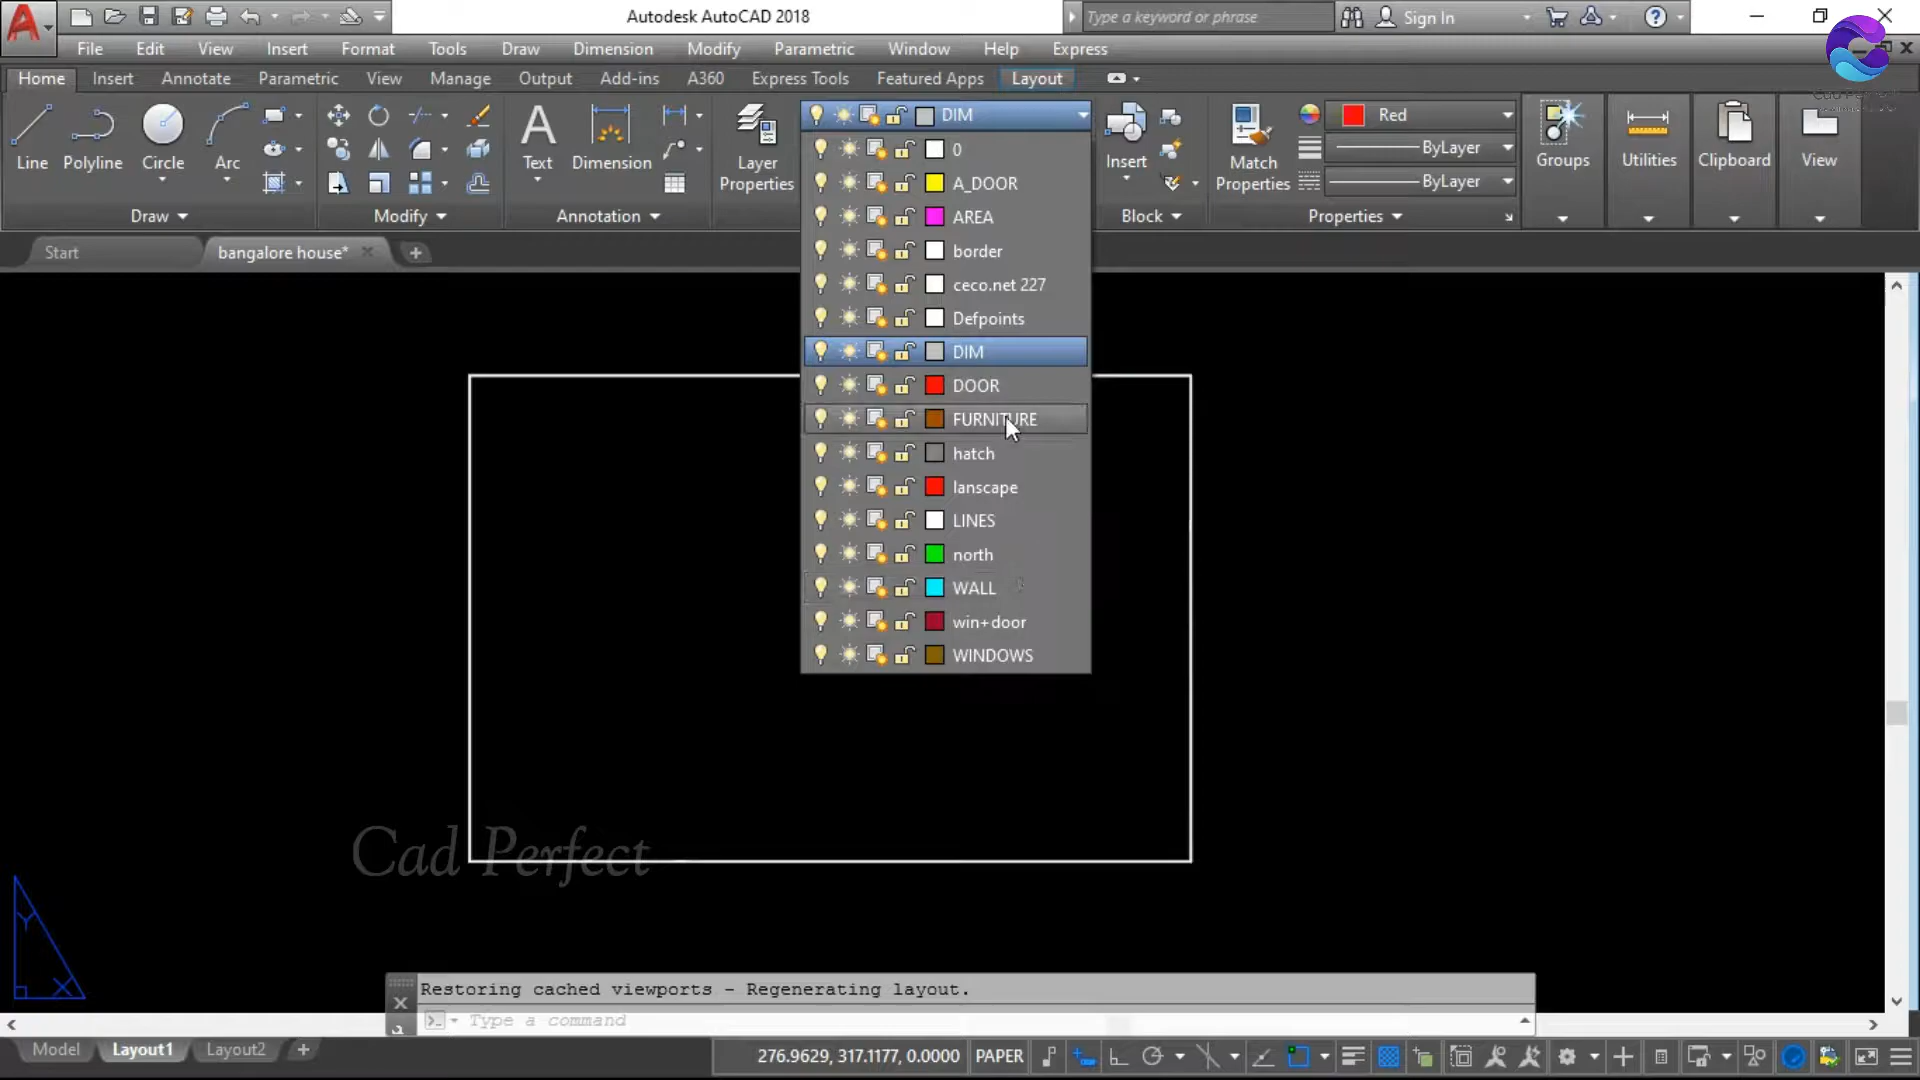 Autodesk AutoCAD 2018
Type a keyword or phrase
Sign In
File Edit View Insert Format Tools Draw Dimension Modify Parametric Window Help Express
Home Insert Annotate Parametric View Manage Output Add-ins A360 Express Tools Featured Apps Layout
Line Polyline Circle Arc
Draw
Modify
Text Dimension
Annotation
Layer Properties
DIM
0
A_DOOR
AREA
border
ceco.net 227
Defpoints
DIM
DOOR
FURNITURE
hatch
lanscape
LINES
north
WALL
win+door
WINDOWS
Insert
Block
Match Properties
Red
ByLayer
ByLayer
Properties
Groups
Utilities
Clipboard
View
Start
bangalore house*
Cad Perfect
Y
X
Restoring cached viewports - Regenerating layout.
Type a command
Model Layout1 Layout2
276.9629, 317.1177, 0.0000 PAPER